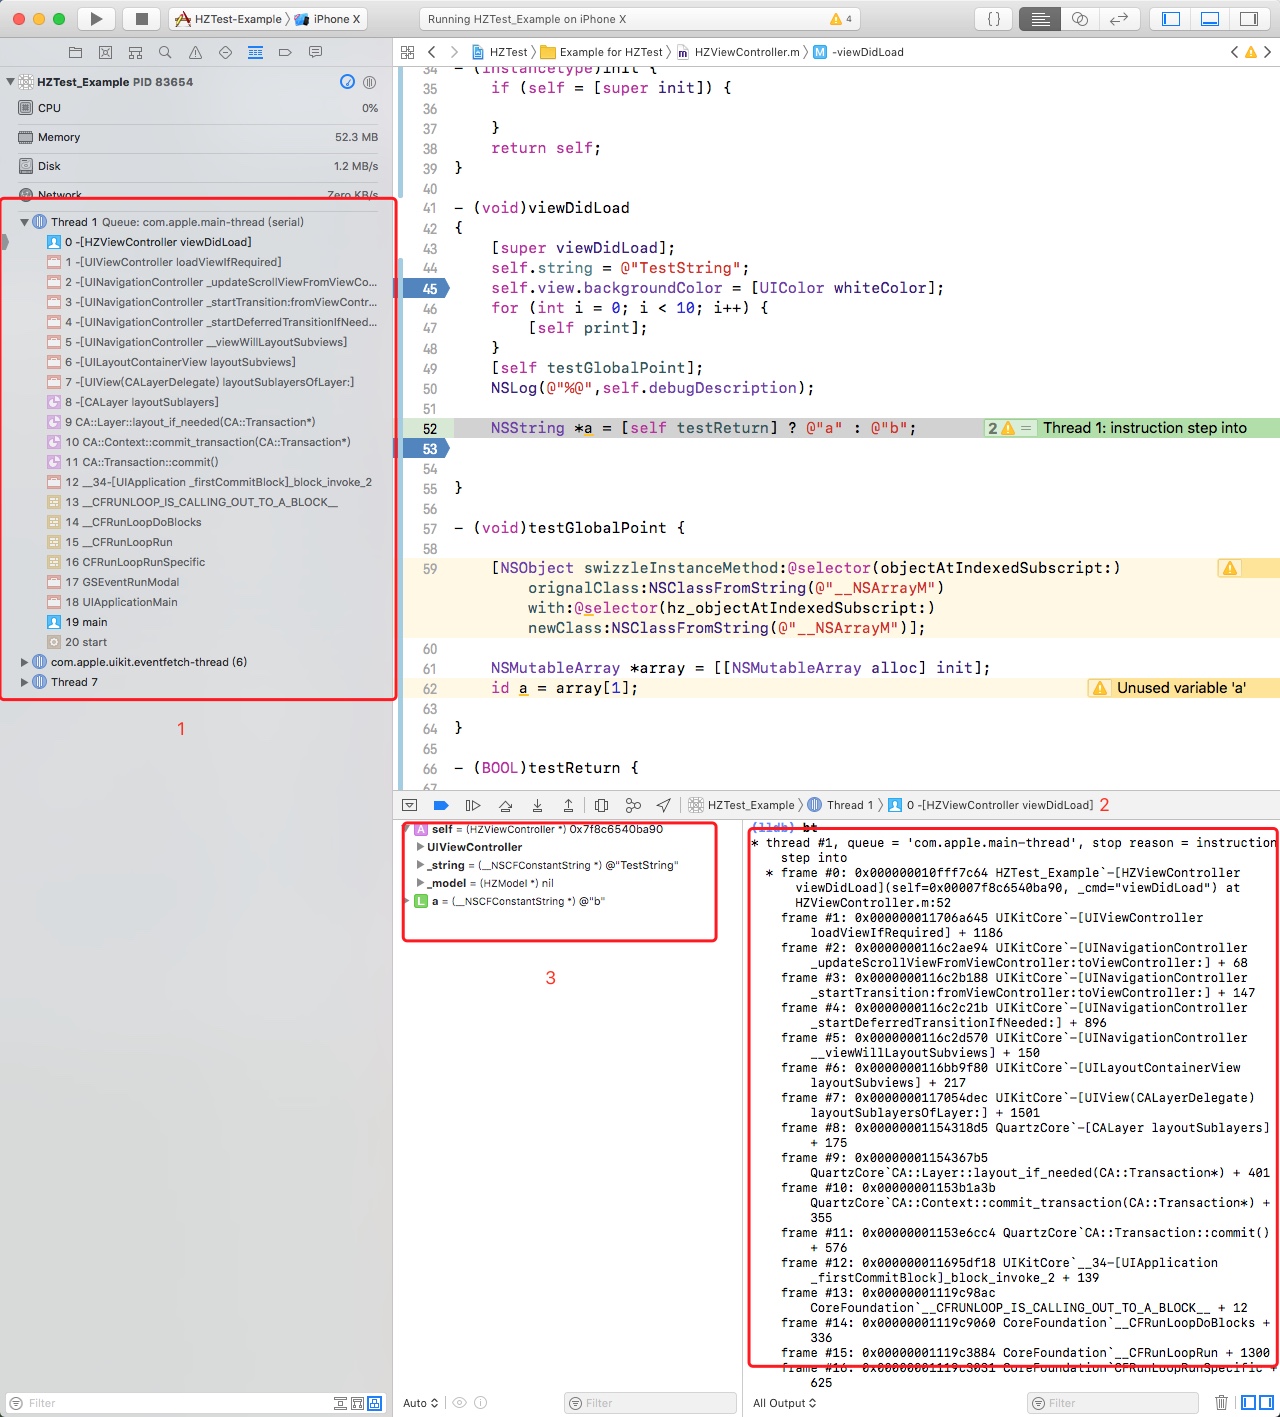 HZTest-Example iPhone X
Running HZTest_Example on iPhone X
4
HZTest_Example PID 83654
CPU 0%
Memory 52.3 MB
Disk 1.2 MB/s
Network Zero KB/s
Thread 1 Queue: com.apple.main-thread (serial)
0 -[HZViewController viewDidLoad]
1 -[UIViewController loadViewIfRequired]
2 -[UINavigationController _updateScrollViewFromViewCo...
3 -[UINavigationController _startTransition:fromViewContr...
4 -[UINavigationController _startDeferredTransitionIfNeed...
5 -[UINavigationController __viewWillLayoutSubviews]
6 -[UILayoutContainerView layoutSubviews]
7 -[UIView(CALayerDelegate) layoutSublayersOfLayer:]
8 -[CALayer layoutSublayers]
9 CA::Layer::layout_if_needed(CA::Transaction*)
10 CA::Context::commit_transaction(CA::Transaction*)
11 CA::Transaction::commit()
12 __34-[UIApplication _firstCommitBlock]_block_invoke_2
13 __CFRUNLOOP_IS_CALLING_OUT_TO_A_BLOCK__
14 __CFRunLoopDoBlocks
15 __CFRunLoopRun
16 CFRunLoopRunSpecific
17 GSEventRunModal
18 UIApplicationMain
19 main
20 start
com.apple.uikit.eventfetch-thread (6)
Thread 7
1
Filter
HZTest Example for HZTest HZViewController.m -viewDidLoad
34 - (instancetype)init {
35 if (self = [super init]) {
36
37 }
38 return self;
39 }
40
41 - (void)viewDidLoad
42 {
43 [super viewDidLoad];
44 self.string = @"TestString";
45 self.view.backgroundColor = [UIColor whiteColor];
46 for (int i = 0; i < 10; i++) {
47 [self print];
48 }
49 [self testGlobalPoint];
50 NSLog(@"%@",self.debugDescription);
51
52 NSString *a = [self testReturn] ? @"a" : @"b"; 2 Thread 1: instruction step into
53
54
55 }
56
57 - (void)testGlobalPoint {
58
59 [NSObject swizzleInstanceMethod:@selector(objectAtIndexedSubscript:)
orignalClass:NSClassFromString(@"__NSArrayM")
with:@selector(hz_objectAtIndexedSubscript:)
newClass:NSClassFromString(@"__NSArrayM")];
60
61 NSMutableArray *array = [[NSMutableArray alloc] init];
62 id a = array[1]; Unused variable 'a'
63
64 }
65
66 - (BOOL)testReturn {
67
HZTest_Example Thread 1 0 -[HZViewController viewDidLoad] 2
A self = (HZViewController *) 0x7f8c6540ba90
UIViewController
_string = (__NSCFConstantString *) @"TestString"
_model = (HZModel *) nil
L a = (__NSCFConstantString *) @"b"
3
Auto
Filter
(lldb) bt
* thread #1, queue = 'com.apple.main-thread', stop reason = instruction
step into
* frame #0: 0x000000010fff7c64 HZTest_Example`-[HZViewController
viewDidLoad](self=0x00007f8c6540ba90, _cmd="viewDidLoad") at
HZViewController.m:52
frame #1: 0x000000011706a645 UIKitCore`-[UIViewController
loadViewIfRequired] + 1186
frame #2: 0x0000000116c2ae94 UIKitCore`-[UINavigationController
_updateScrollViewFromViewController:toViewController:] + 68
frame #3: 0x0000000116c2b188 UIKitCore`-[UINavigationController
_startTransition:fromViewController:toViewController:] + 147
frame #4: 0x0000000116c2c21b UIKitCore`-[UINavigationController
_startDeferredTransitionIfNeeded:] + 896
frame #5: 0x0000000116c2d570 UIKitCore`-[UINavigationController
__viewWillLayoutSubviews] + 150
frame #6: 0x0000000116bb9f80 UIKitCore`-[UILayoutContainerView
layoutSubviews] + 217
frame #7: 0x0000000117054dec UIKitCore`-[UIView(CALayerDelegate)
layoutSublayersOfLayer:] + 1501
frame #8: 0x00000001154318d5 QuartzCore`-[CALayer layoutSublayers]
+ 175
frame #9: 0x00000001154367b5
QuartzCore`CA::Layer::layout_if_needed(CA::Transaction*) + 401
frame #10: 0x00000001153b1a3b
QuartzCore`CA::Context::commit_transaction(CA::Transaction*) +
355
frame #11: 0x00000001153e6cc4 QuartzCore`CA::Transaction::commit()
+ 576
frame #12: 0x000000011695df18 UIKitCore`__34-[UIApplication
_firstCommitBlock]_block_invoke_2 + 139
frame #13: 0x00000001119c98ac
CoreFoundation`__CFRUNLOOP_IS_CALLING_OUT_TO_A_BLOCK__ + 12
frame #14: 0x00000001119c9060 CoreFoundation`__CFRunLoopDoBlocks +
336
frame #15: 0x00000001119c3884 CoreFoundation`__CFRunLoopRun + 1300
frame #16: 0x00000001119c3031 CoreFoundation`CFRunLoopRunSpecific +
625
All Output
Filter